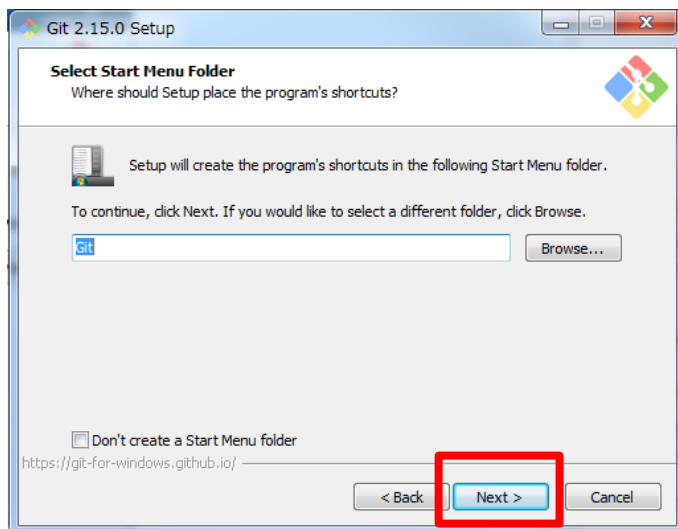 Git 2.15.0 Setup
Select Start Menu Folder
Where should Setup place the program's shortcuts?
Setup will create the program's shortcuts in the following Start Menu folder.
To continue, click Next. If you would like to select a different folder, click Browse.
Git
Browse...
Don't create a Start Menu folder
https://git-for-windows.github.io/
< Back
Next >
Cancel